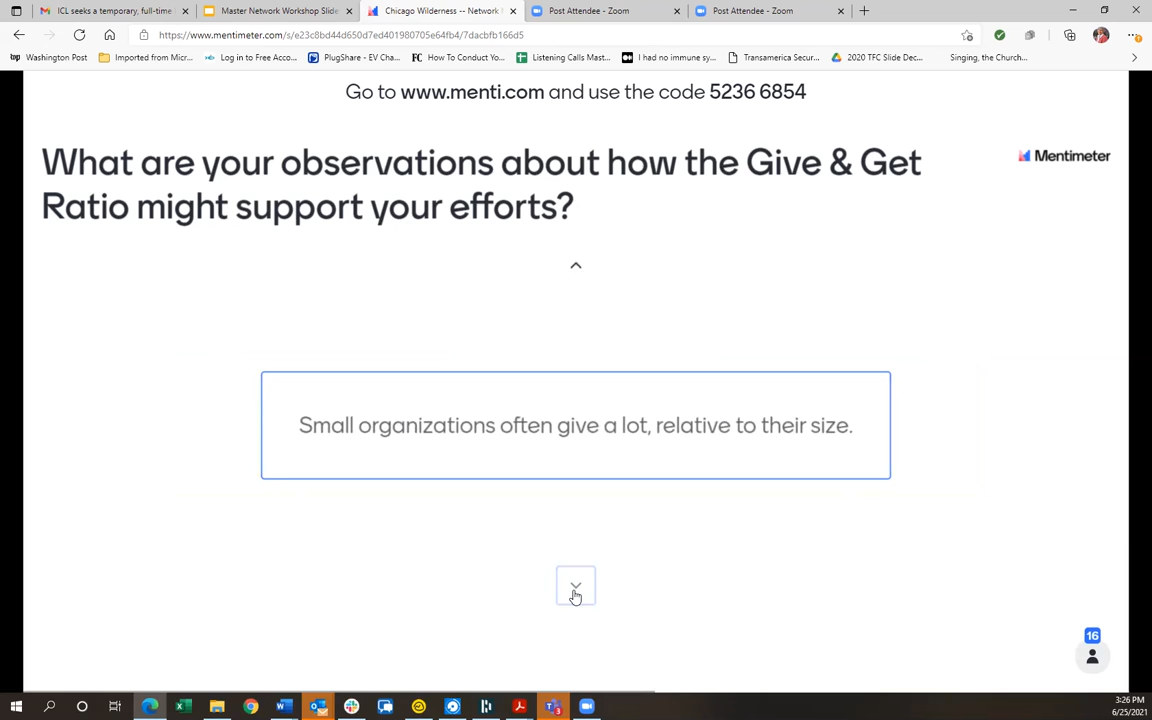 ICL seeks a temporary, full-time
Master Network Workshop Slide
Chicago Wilderness -- Network
Post Attendee - Zoom
Post Attendee - Zoom
https://www.mentimeter.com/s/e23c8bd44d650d7ed401980705e64fb4/7dacbfb166d5
Washington Post
Imported from Micr...
Log in to Free Acco...
PlugShare - EV Cha...
FC How To Conduct Yo...
Listening Calls Mast...
I had no immune sy...
Transamerica Secur...
2020 TFC Slide Dec...
Singing, the Church...
Go to www.menti.com and use the code 5236 6854
What are your observations about how the Give & Get
Ratio might support your efforts?
Mentimeter
Small organizations often give a lot, relative to their size.
16
3:26 PM
6/25/2021